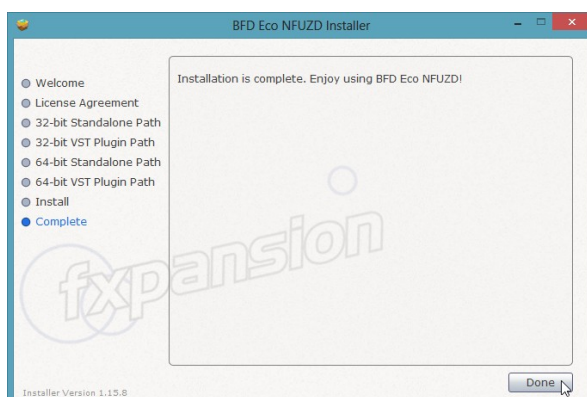 BFD Eco NFUZD Installer
Welcome
License Agreement
32-bit Standalone Path
32-bit VST Plugin Path
64-bit Standalone Path
64-bit VST Plugin Path
Install
Complete
Installation is complete. Enjoy using BFD Eco NFUZD!
fxpansion
Installer Version 1.15.8
Done